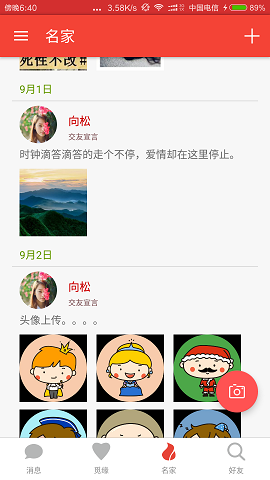 傍晚6:40
... 3.58K/s 中国电信 89%
名家
死性不改#
9月1日
向松
交友宣言
时钟滴答滴答的走个不停，爱情却在这里停止。
9月2日
向松
交友宣言
头像上传。。。。
消息
觅缘
名家
好友